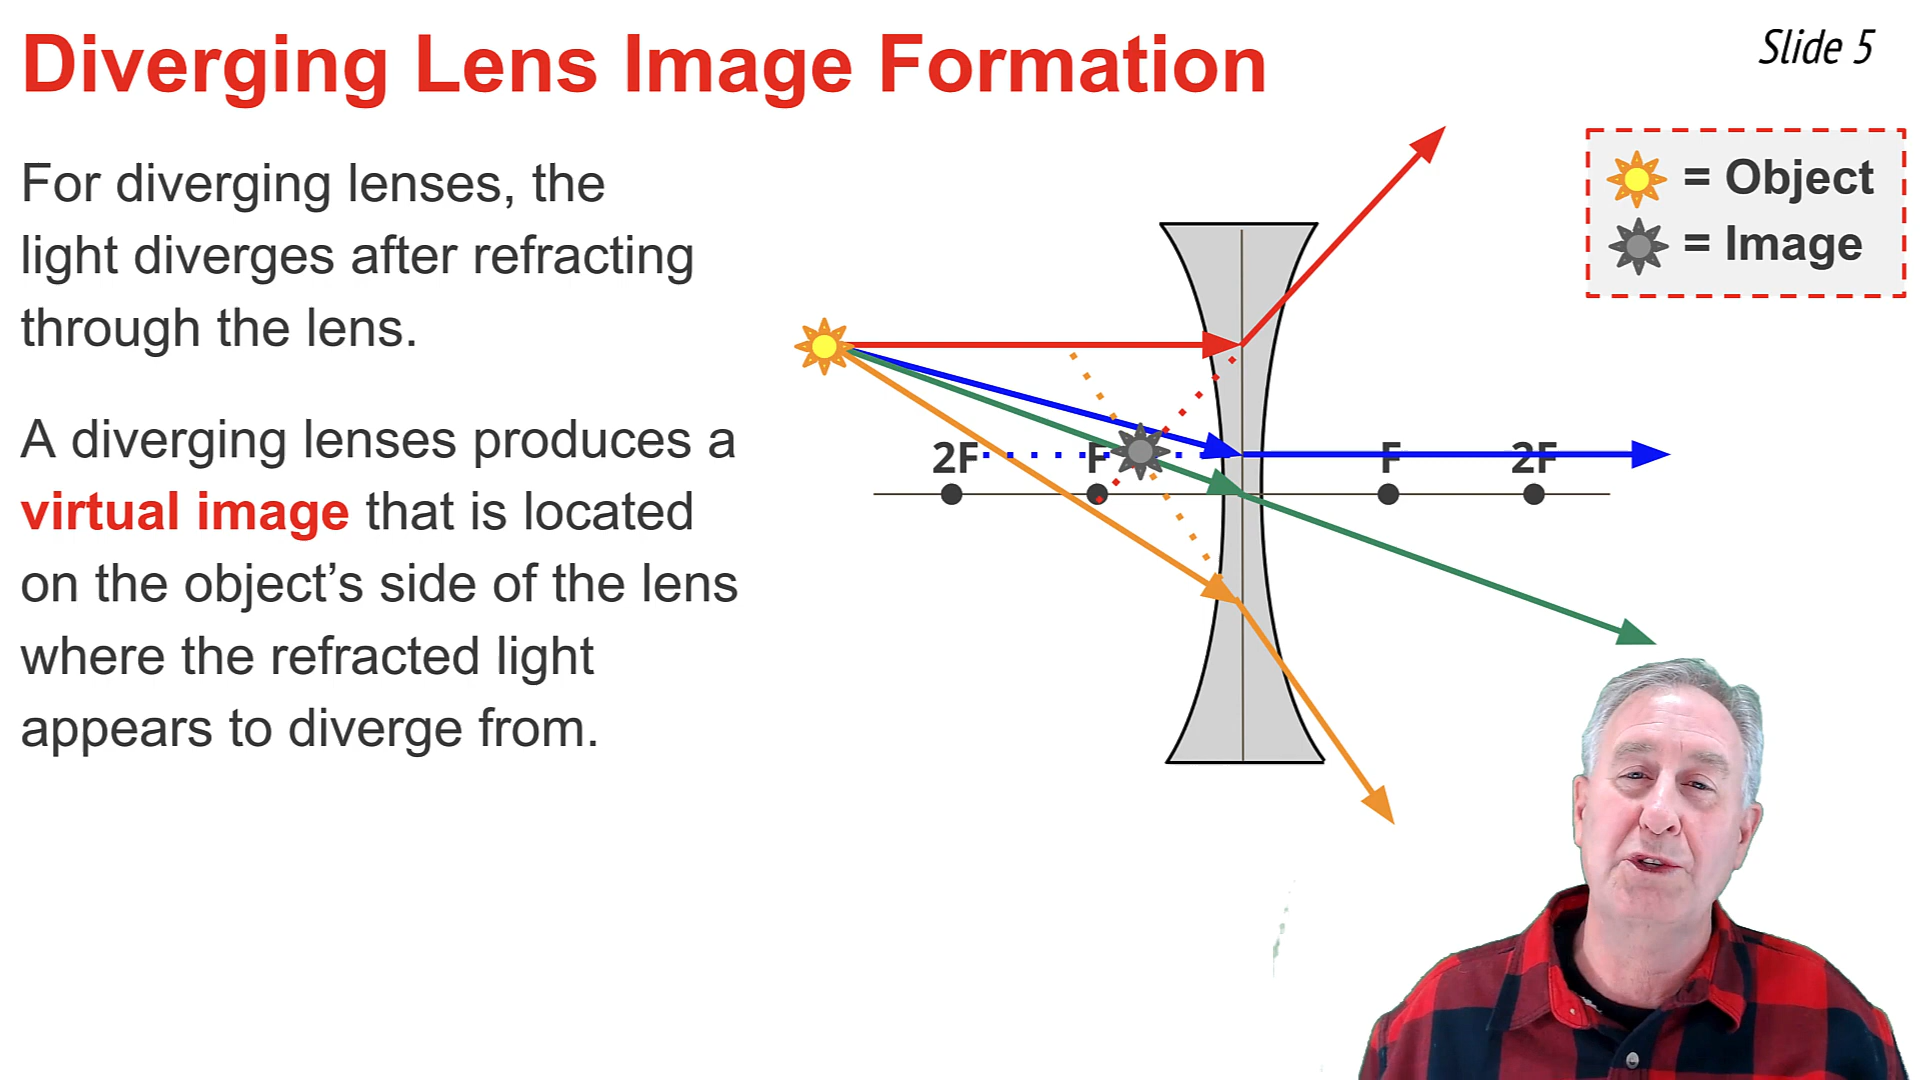 Diverging Lens Image Formation
Slide 5
For diverging lenses, the
light diverges after refracting
through the lens.
A diverging lenses produces a
virtual image that is located
on the object’s side of the lens
where the refracted light
appears to diverge from.
= Object
= Image
2F F F 2F